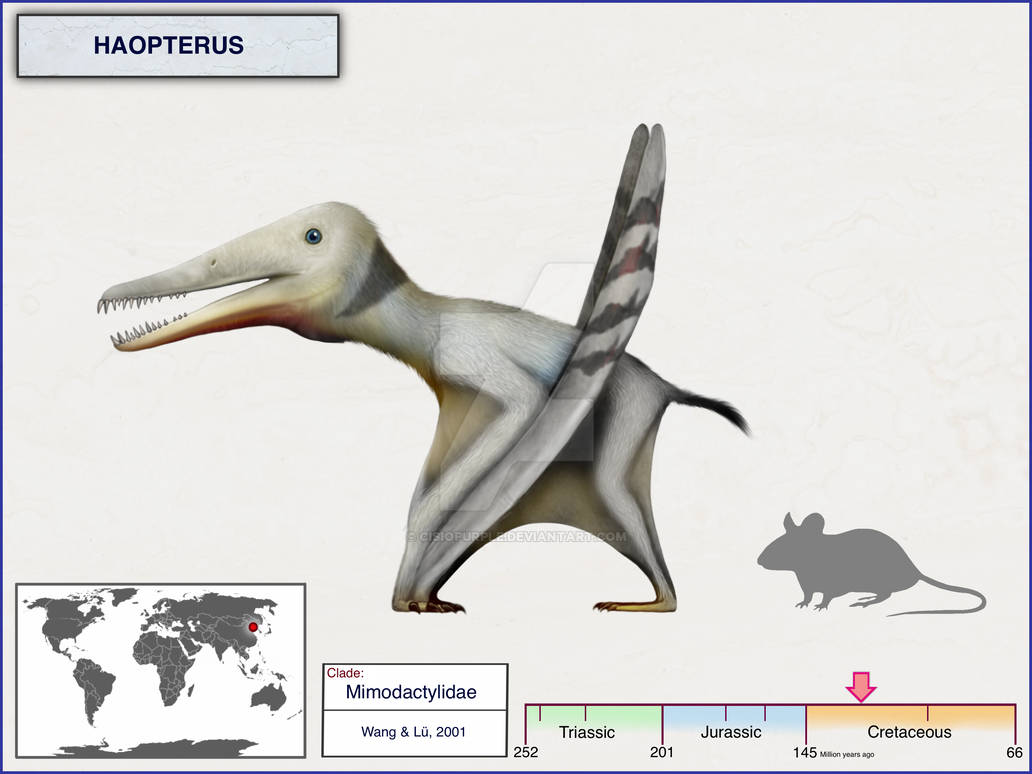 HAOPTERUS
© CISIOPURPLE.DEVIANTART.COM
Clade:
Mimodactylidae
Wang & Lü, 2001
Triassic Jurassic Cretaceous
252 201 145 Million years ago 66